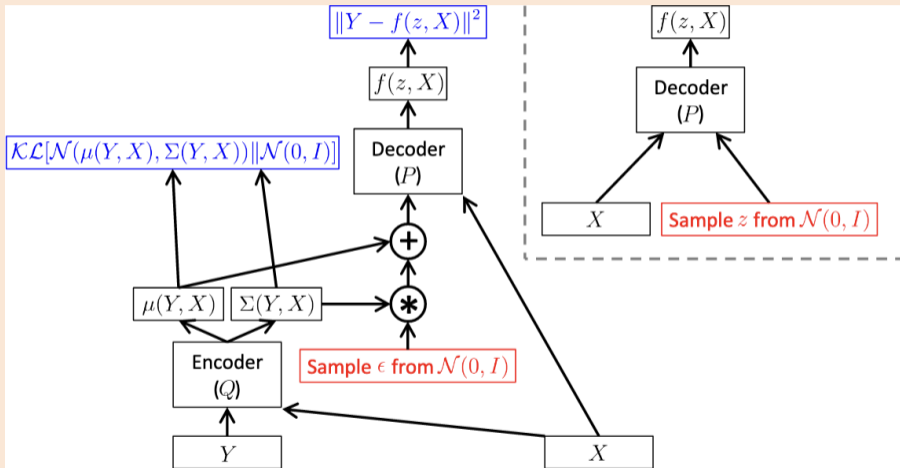 ‖Y − f(z, X)‖²
f(z, X)
Decoder
(P)
𝒦ℒ[𝒩(μ(Y, X), Σ(Y, X))‖𝒩(0, I)]
+
μ(Y, X)
Σ(Y, X)
*
Encoder
(Q)
Sample ϵ from 𝒩(0, I)
Y
X
f(z, X)
Decoder
(P)
X
Sample z from 𝒩(0, I)